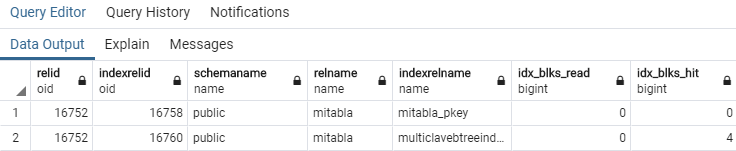 Query Editor Query History Notifications
Data Output Explain Messages
relid indexrelid schemaname relname indexrelname idx_blks_read idx_blks_hit
oid oid name name name bigint bigint
1 16752 16758 public mitabla mitabla_pkey 0 0
2 16752 16760 public mitabla multiclavebtreeind... 0 4